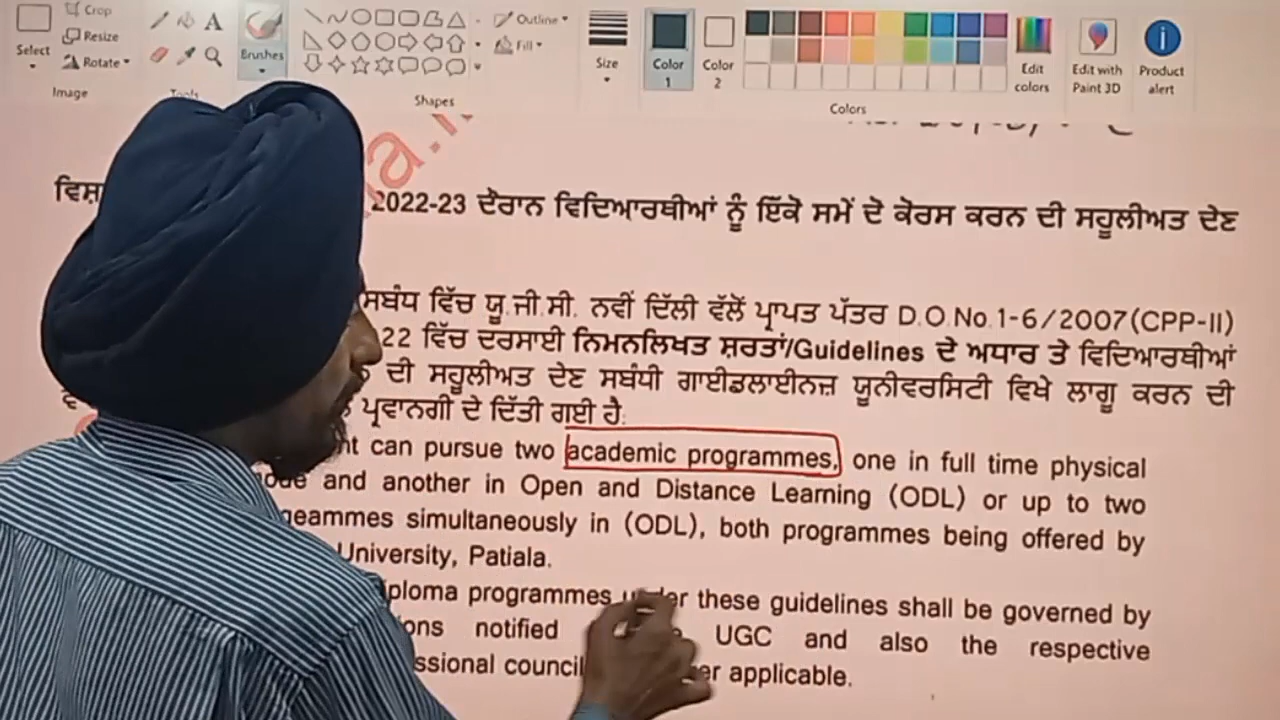 Select
Crop
Resize
Rotate
Image
A
Tools
Brushes
Shapes
Outline
Fill
Size
Color 1
Color 2
Colors
Edit colors
Edit with Paint 3D
Product alert
2022-23 ਦੌਰਾਨ ਵਿਦਿਆਰਥੀਆਂ ਨੂੰ ਇੱਕੋ ਸਮੇਂ ਦੋ ਕੋਰਸ ਕਰਨ ਦੀ ਸਹੂਲੀਅਤ ਦੇਣ
ਸਬੰਧ ਵਿੱਚ ਯੂ.ਜੀ.ਸੀ. ਨਵੀਂ ਦਿੱਲੀ ਵੱਲੋਂ ਪ੍ਰਾਪਤ ਪੱਤਰ D.O.No.1-6/2007(CPP-II)
22 ਵਿੱਚ ਦਰਸਾਈ ਨਿਮਨਲਿਖਤ ਸ਼ਰਤਾਂ/Guidelines ਦੇ ਅਧਾਰ ਤੇ ਵਿਦਿਆਰਥੀਆਂ
ਦੀ ਸਹੂਲੀਅਤ ਦੇਣ ਸਬੰਧੀ ਗਾਈਡਲਾਈਨਜ਼ ਯੂਨੀਵਰਸਿਟੀ ਵਿਖੇ ਲਾਗੂ ਕਰਨ ਦੀ
ਪ੍ਰਵਾਨਗੀ ਦੇ ਦਿੱਤੀ ਗਈ ਹੈ:
can pursue two academic programmes, one in full time physical
and another in Open and Distance Learning (ODL) or up to two
simultaneously in (ODL), both programmes being offered by
University, Patiala.
programmes under these guidelines shall be governed by
notified UGC and also the respective
applicable.